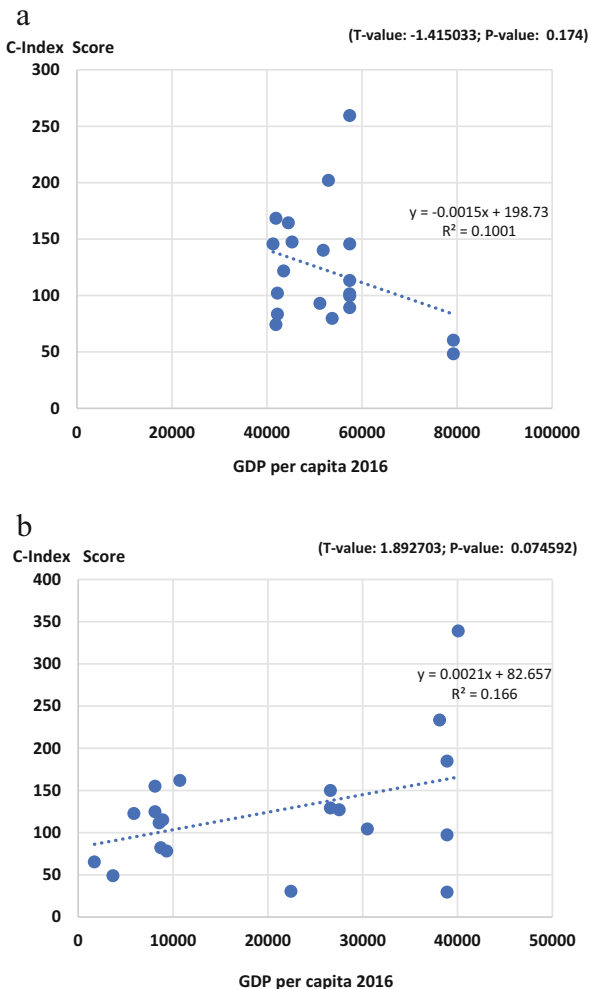 a
(T-value: -1.415033; P-value: 0.174)
C-Index Score
300
250
200
150
100
50
0
y = -0.0015x + 198.73
R² = 0.1001
0 20000 40000 60000 80000 100000
GDP per capita 2016
b
(T-value: 1.892703; P-value: 0.074592)
C-Index Score
400
350
300
250
200
150
100
50
0
y = 0.0021x + 82.657
R² = 0.166
0 10000 20000 30000 40000 50000
GDP per capita 2016